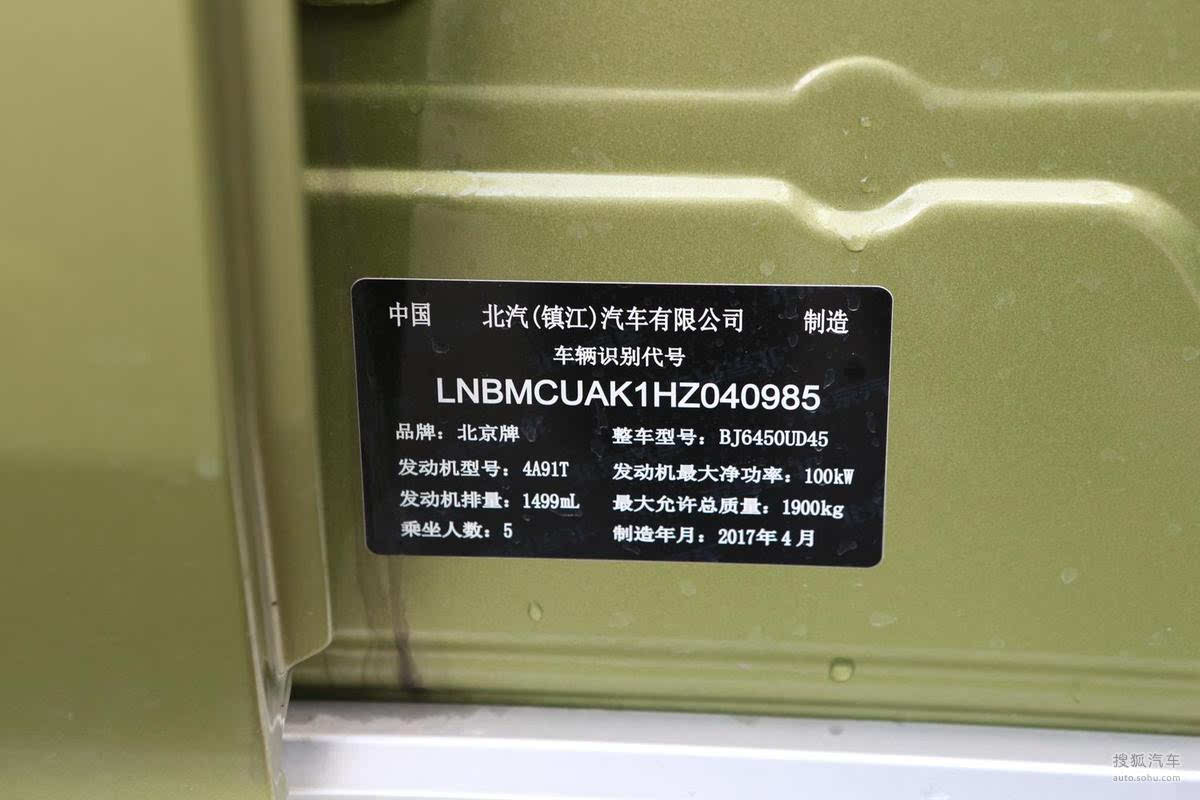 中国 北汽(镇江)汽车有限公司 制造
车辆识别代号
LNBMCUAK1HZ040985
品牌：北京牌 整车型号：BJ6450UD45
发动机型号：4A91T 发动机最大净功率：100kW
发动机排量：1499mL 最大允许总质量：1900kg
乘坐人数：5 制造年月：2017年4月
搜狐汽车
auto.sohu.com